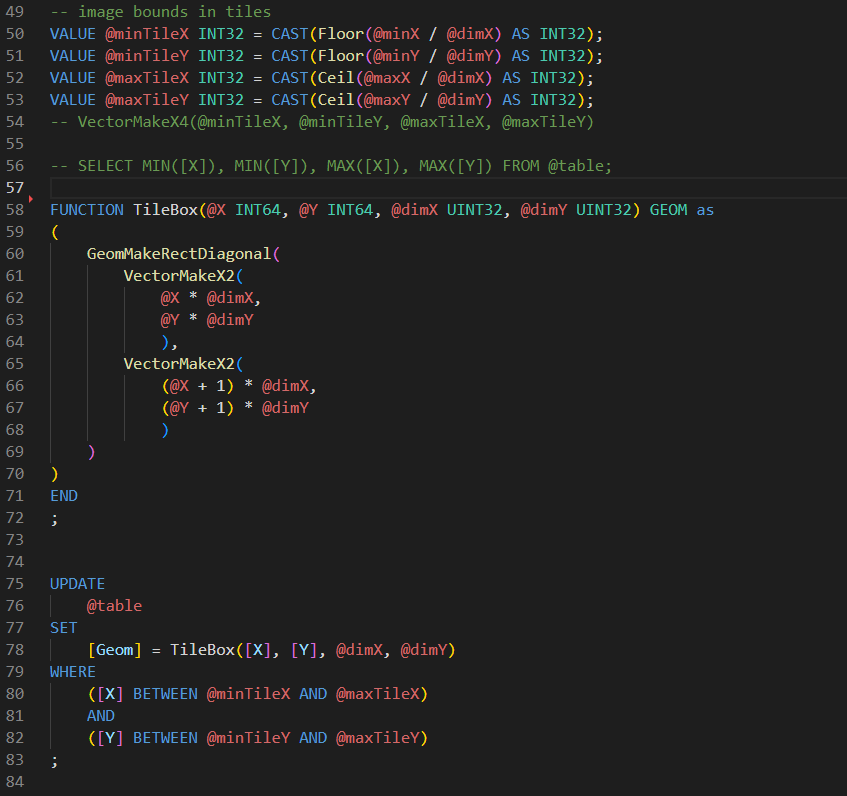 49 -- image bounds in tiles
50 VALUE @minTileX INT32 = CAST(Floor(@minX / @dimX) AS INT32);
51 VALUE @minTileY INT32 = CAST(Floor(@minY / @dimY) AS INT32);
52 VALUE @maxTileX INT32 = CAST(Ceil(@maxX / @dimX) AS INT32);
53 VALUE @maxTileY INT32 = CAST(Ceil(@maxY / @dimY) AS INT32);
54 -- VectorMakeX4(@minTileX, @minTileY, @maxTileX, @maxTileY)
55
56 -- SELECT MIN([X]), MIN([Y]), MAX([X]), MAX([Y]) FROM @table;
57
58 FUNCTION TileBox(@X INT64, @Y INT64, @dimX UINT32, @dimY UINT32) GEOM as
59 (
60     GeomMakeRectDiagonal(
61         VectorMakeX2(
62             @X * @dimX,
63             @Y * @dimY
64             ),
65         VectorMakeX2(
66             (@X + 1) * @dimX,
67             (@Y + 1) * @dimY
68             )
69     )
70 )
71 END
72 ;
73
74
75 UPDATE
76     @table
77 SET
78     [Geom] = TileBox([X], [Y], @dimX, @dimY)
79 WHERE
80     ([X] BETWEEN @minTileX AND @maxTileX)
81     AND
82     ([Y] BETWEEN @minTileY AND @maxTileY)
83 ;
84